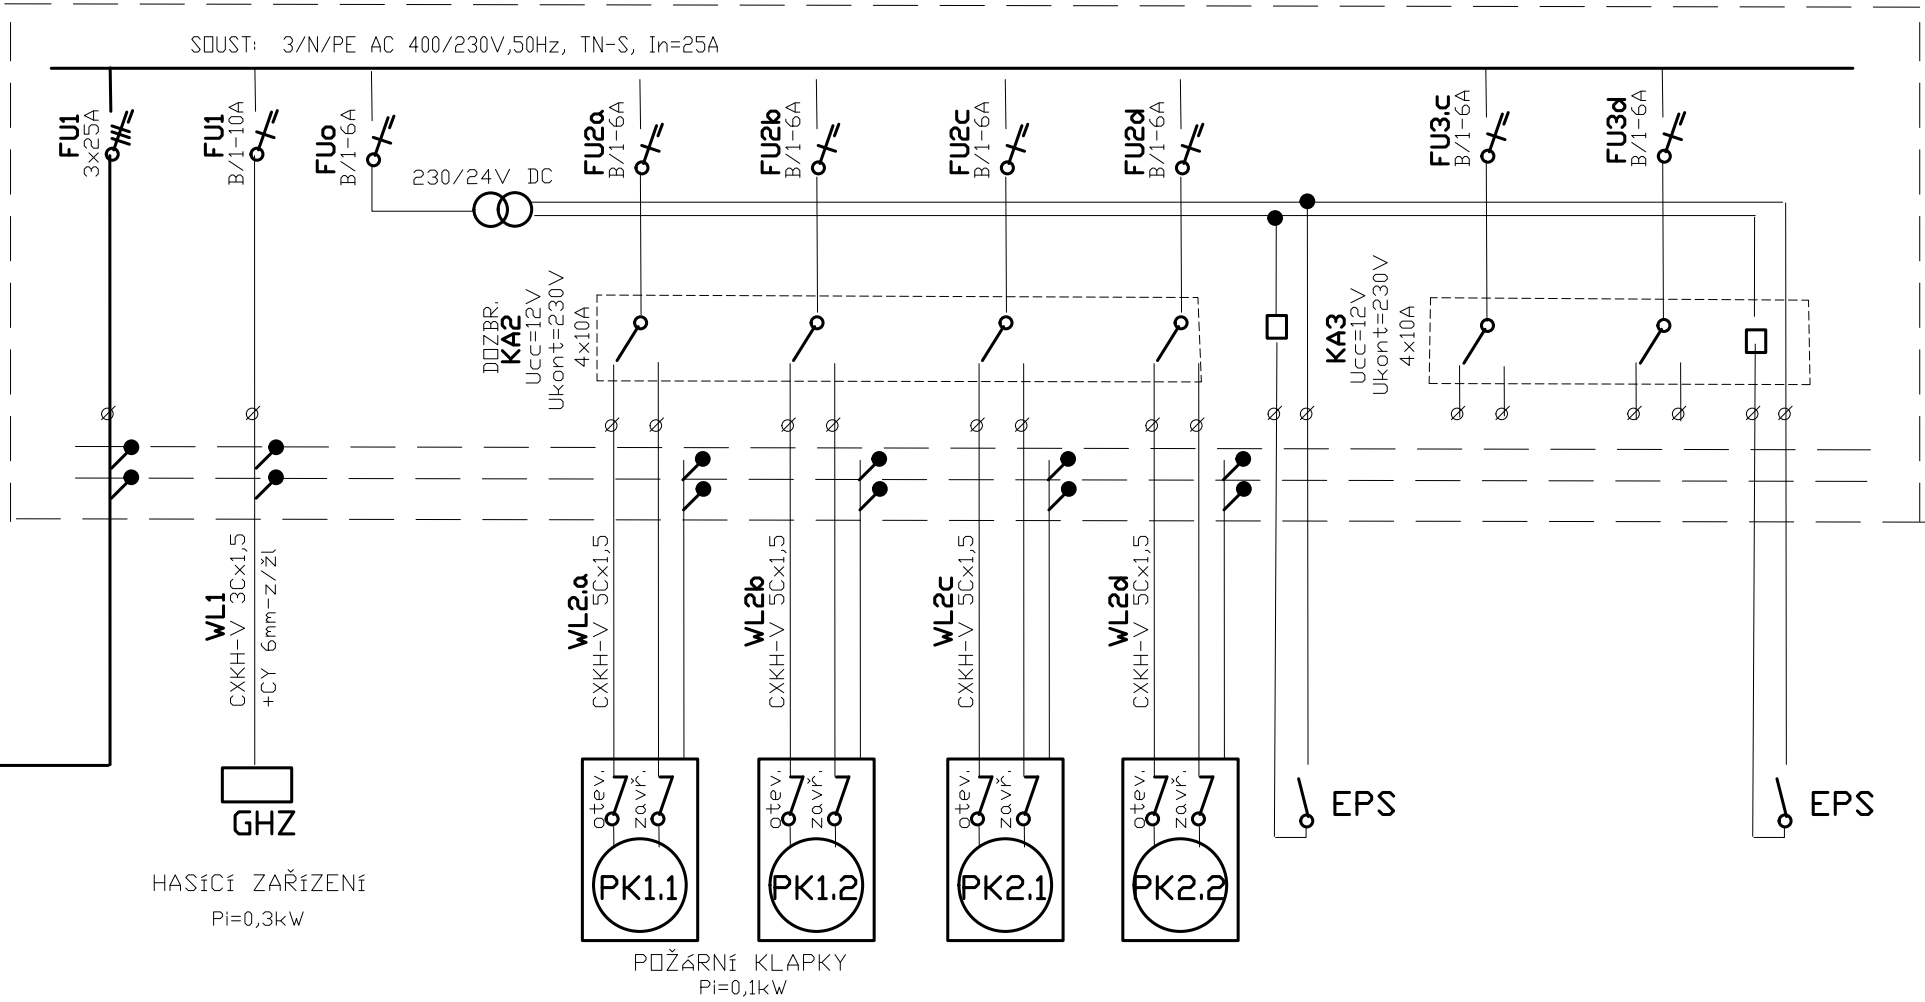 SOUST: 3/N/PE AC 400/230V,50Hz, TN-S, In=25A
FU1
3x25A
FU1
B/1-10A
FUo
B/1-6A
230/24V DC
FU2a
B/1-6A
FU2b
B/1-6A
FU2c
B/1-6A
FU2d
B/1-6A
FU3.c
B/1-6A
FU3d
B/1-6A
DOZBR.
KA2
Ucc=12V
Ukont=230V
4x10A
KA3
Ucc=12V
Ukont=230V
4x10A
WL1
CXKH-V 3Cx1,5
+CY 6mm-z/žl
WL2.a
CXKH-V 5Cx1,5
WL2b
CXKH-V 5Cx1,5
WL2c
CXKH-V 5Cx1,5
WL2d
CXKH-V 5Cx1,5
GHZ
HASÍCÍ ZAŘÍZENÍ
Pi=0,3kW
otev.
zavř.
PK1.1
otev.
zavř.
PK1.2
otev.
zavř.
PK2.1
otev.
zavř.
PK2.2
EPS
EPS
POŽÁRNÍ KLAPKY
Pi=0,1kW